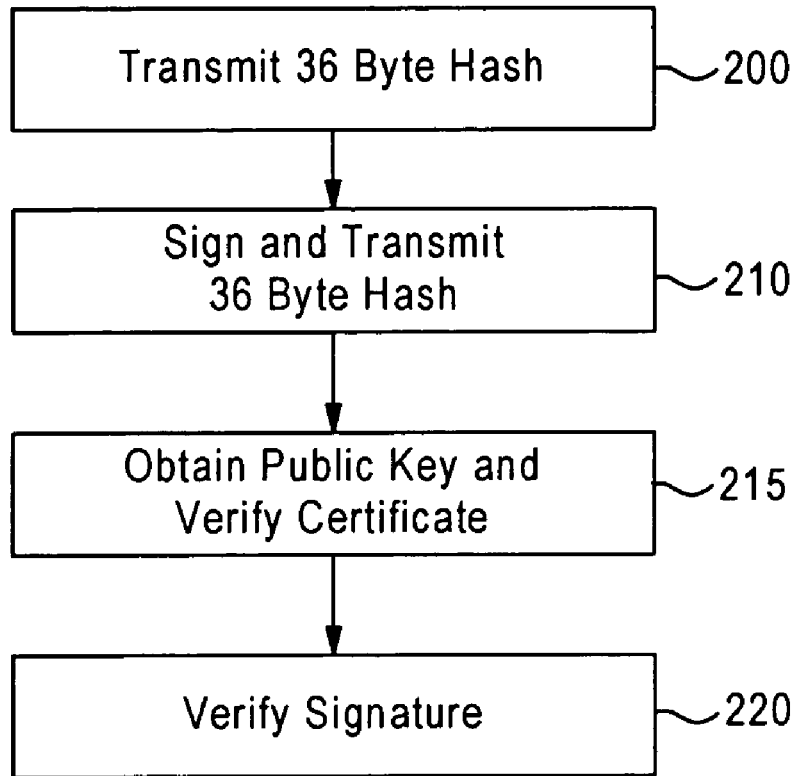 Transmit 36 Byte Hash
200
Sign and Transmit
36 Byte Hash
210
Obtain Public Key and
Verify Certificate
215
Verify Signature
220